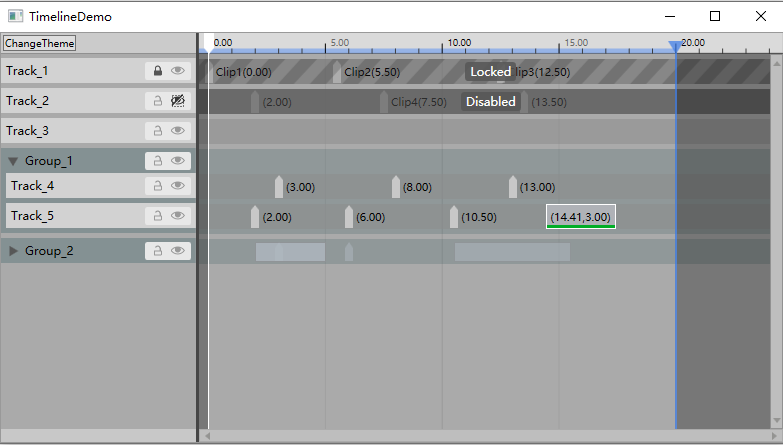 TimelineDemo
ChangeTheme
0.00 5.00 10.00 15.00 20.00
Track_1 Clip1(0.00) Clip2(5.50) Locked lip3(12.50)
Track_2 (2.00) Clip4(7.50) Disabled (13.50)
Track_3
Group_1
Track_4 (3.00) (8.00) (13.00)
Track_5 (2.00) (6.00) (10.50) (14.41,3.00)
Group_2